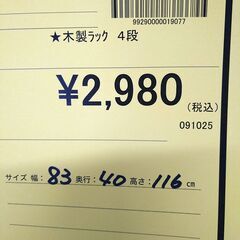 99290000019077
★木製ﾗｯｸ 4段
¥2,980
(税込)
091025
サイズ 幅: 83 奥行: 40 高さ: 116 cm